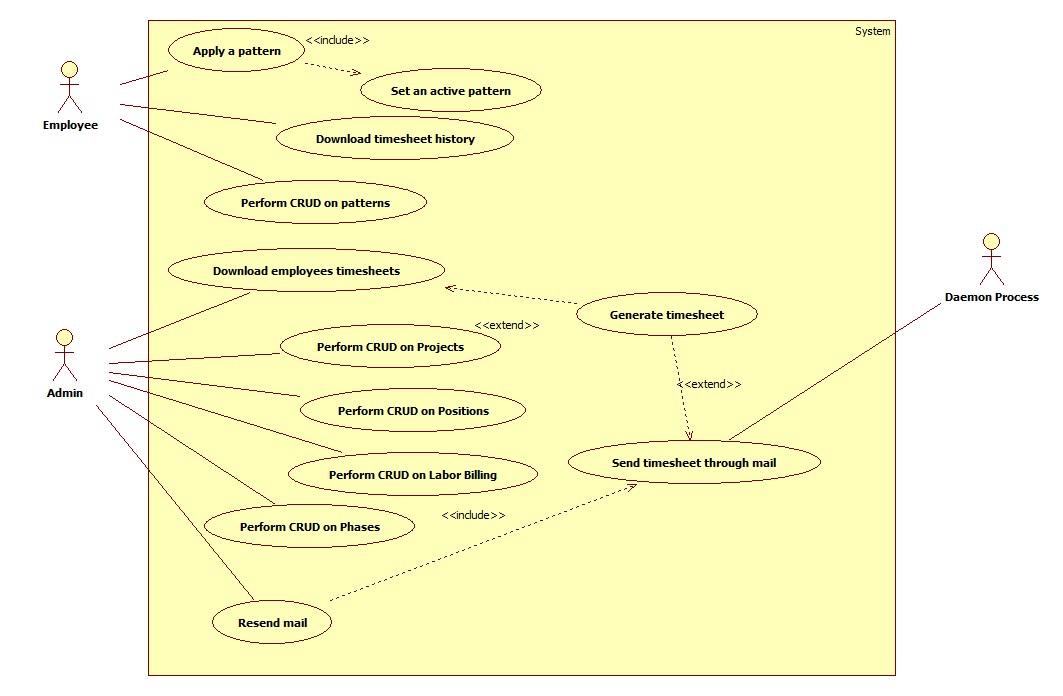 System
Apply a pattern
<<include>>
Set an active pattern
Employee
Download timesheet history
Perform CRUD on patterns
Download employees timesheets
Daemon Process
Generate timesheet
<<extend>>
Perform CRUD on Projects
Admin
<<extend>>
Perform CRUD on Positions
Send timesheet through mail
Perform CRUD on Labor Billing
<<include>>
Perform CRUD on Phases
Resend mail